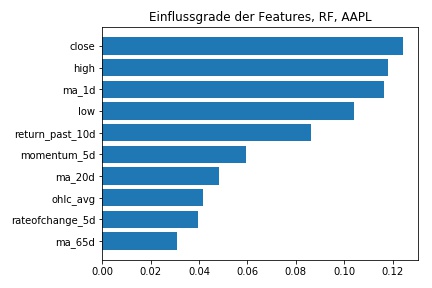 Einflussgrade der Features, RF, AAPL
close
high
ma_1d
low
return_past_10d
momentum_5d
ma_20d
ohlc_avg
rateofchange_5d
ma_65d
0.00 0.02 0.04 0.06 0.08 0.10 0.12